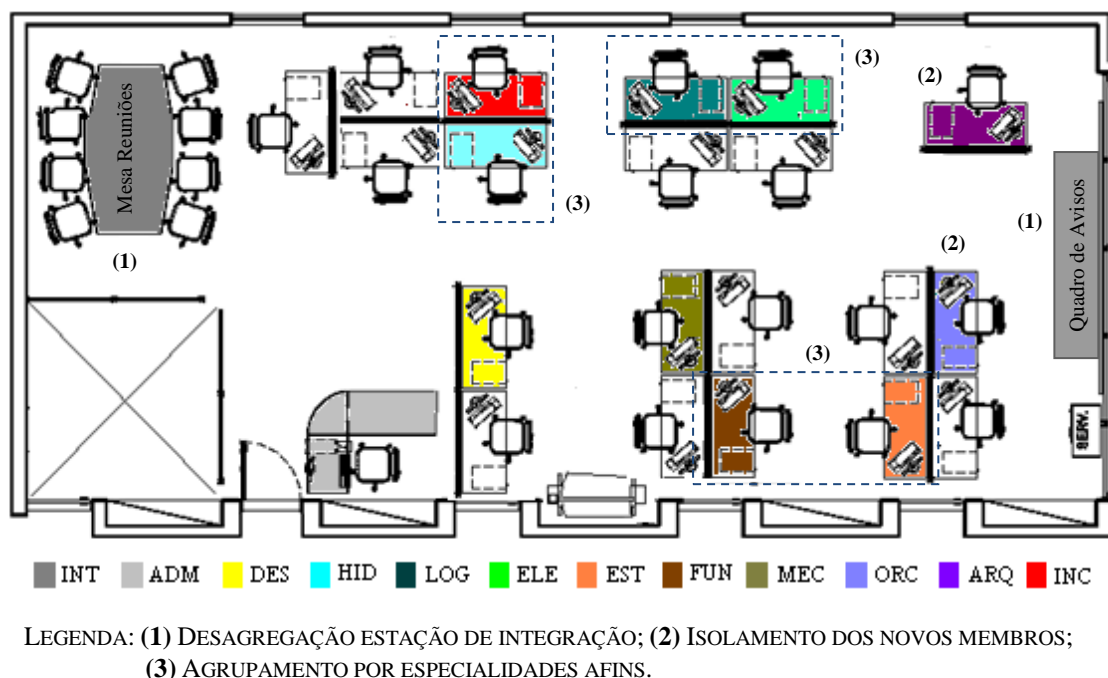 (3)
(2)
Mesa Reuniões
(3)
(1)
Quadro de Avisos
(1)
(2)
(3)
SERV.
INT ADM DES HID LOG ELE EST FUN MEC ORC ARQ INC
LEGENDA: (1) DESAGREGAÇÃO ESTAÇÃO DE INTEGRAÇÃO; (2) ISOLAMENTO DOS NOVOS MEMBROS;
(3) AGRUPAMENTO POR ESPECIALIDADES AFINS.